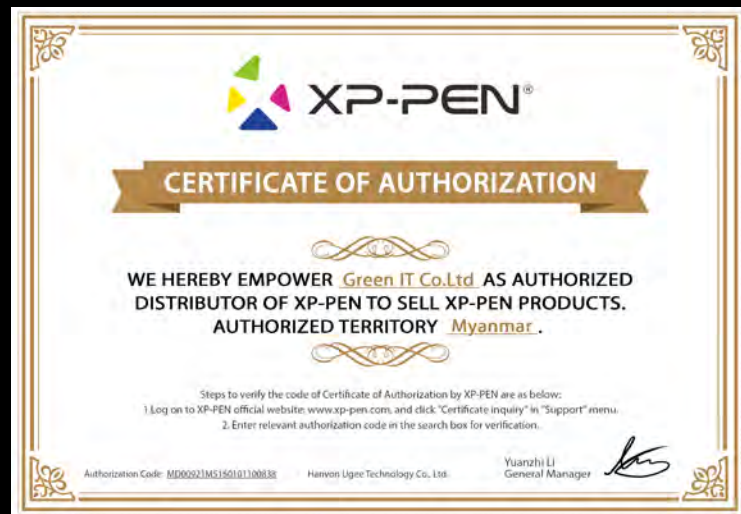 XP-PEN®
CERTIFICATE OF AUTHORIZATION
WE HEREBY EMPOWER Green IT Co.Ltd AS AUTHORIZED
DISTRIBUTOR OF XP-PEN TO SELL XP-PEN PRODUCTS.
AUTHORIZED TERRITORY Myanmar .
Steps to verify the code of Certificate of Authorization by XP-PEN are as below:
1.Log on to XP-PEN official website: www.xp-pen.com, and click "Certificate inquiry" in "Support" menu.
2. Enter relevant authorization code in the search box for verification.
Authorization Code: MD00921MS160101100838
Hanvon Ugee Technology Co., Ltd.
Yuanzhi Li
General Manager